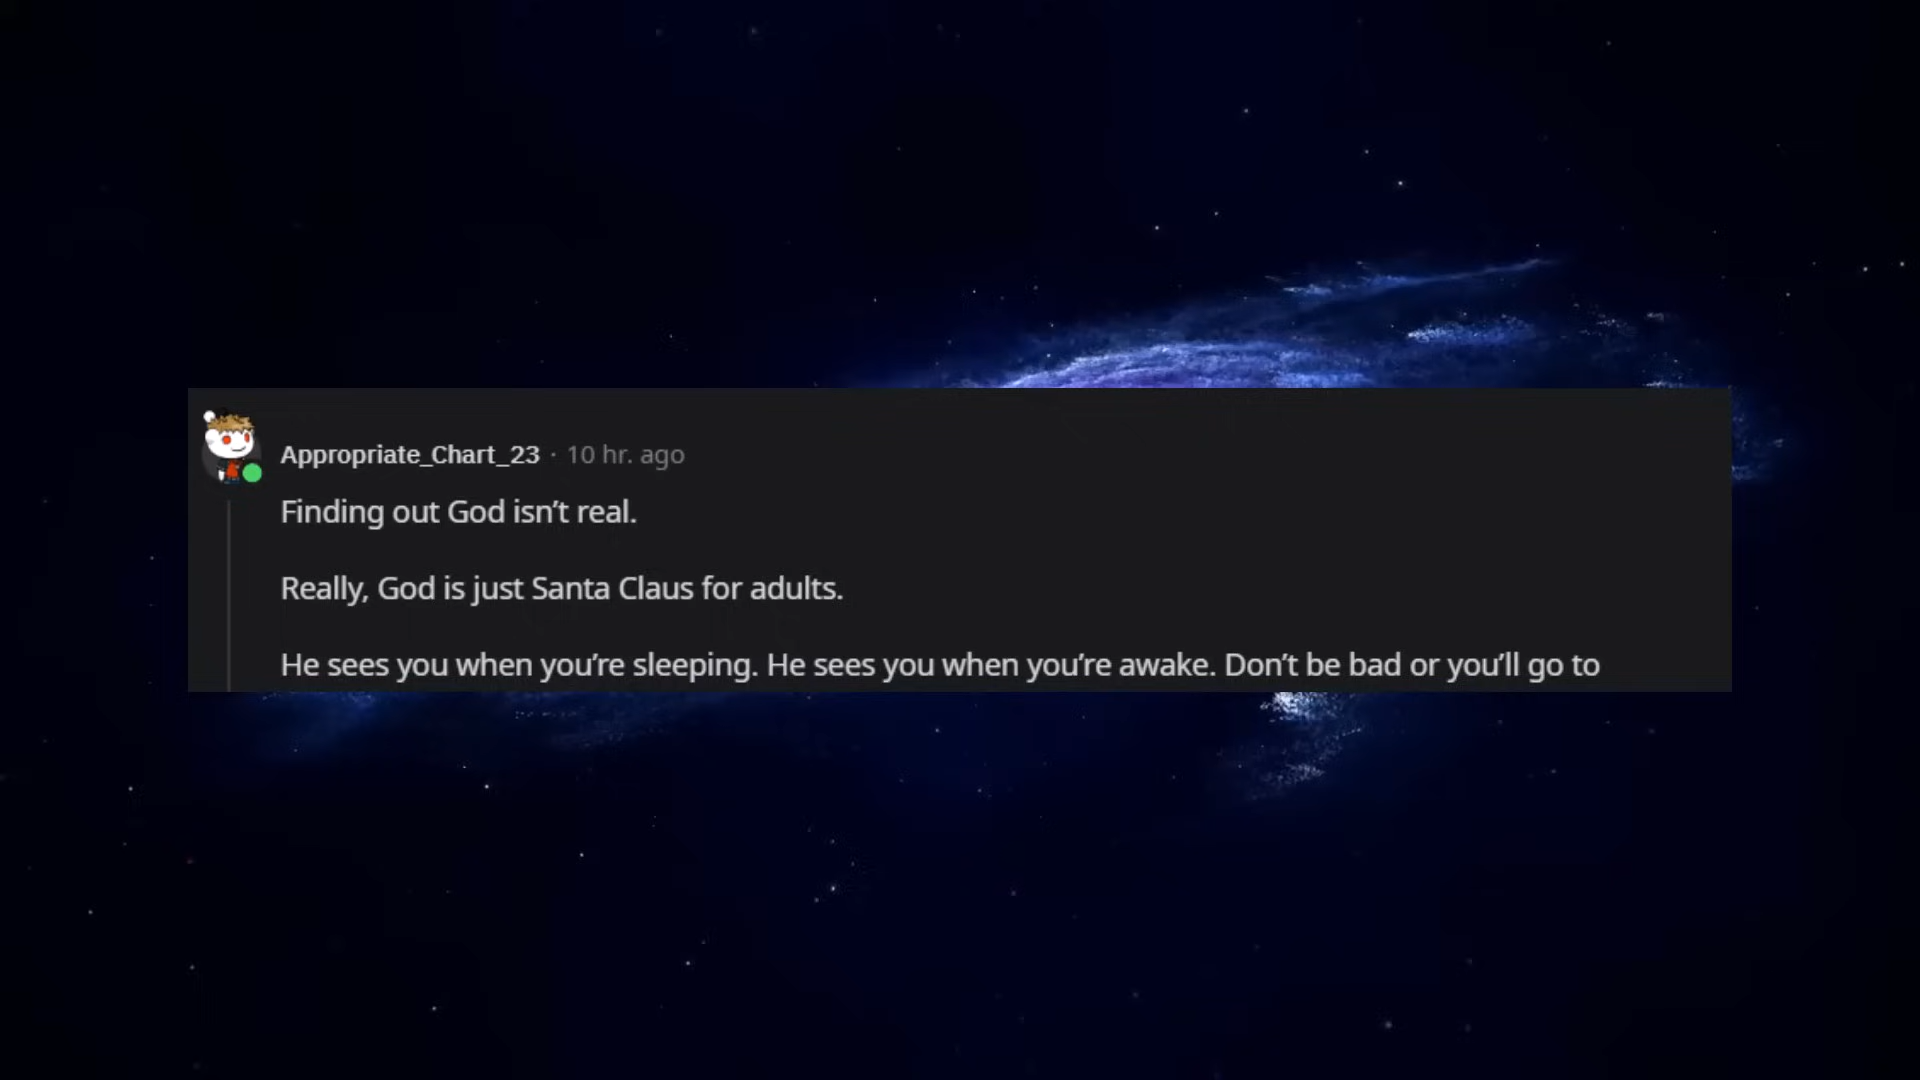 Appropriate_Chart_23 · 10 hr. ago
Finding out God isn’t real.
Really, God is just Santa Claus for adults.
He sees you when you’re sleeping. He sees you when you’re awake. Don’t be bad or you’ll go to